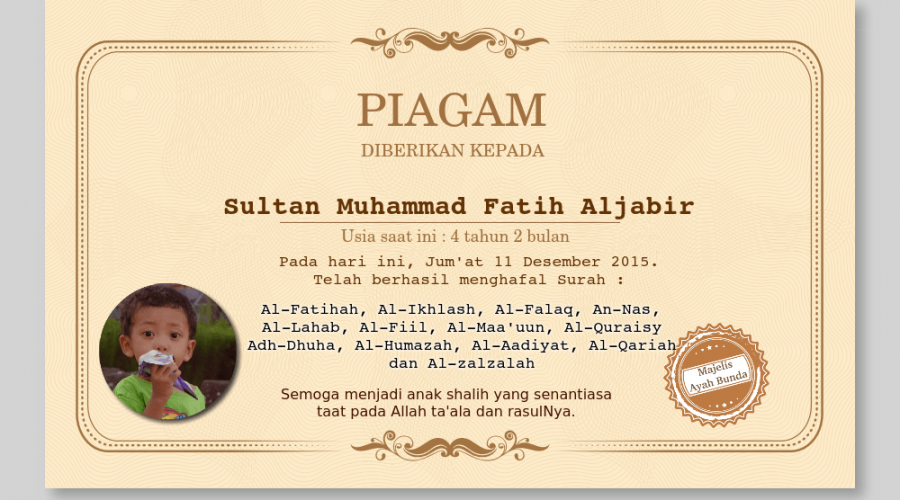 PIAGAM
DIBERIKAN KEPADA
Sultan Muhammad Fatih Aljabir
Usia saat ini : 4 tahun 2 bulan
Pada hari ini, Jum'at 11 Desember 2015.
Telah berhasil menghafal Surah :
Al-Fatihah, Al-Ikhlash, Al-Falaq, An-Nas,
Al-Lahab, Al-Fiil, Al-Maa'uun, Al-Quraisy
Adh-Dhuha, Al-Humazah, Al-Aadiyat, Al-Qariah
dan Al-zalzalah
Semoga menjadi anak shalih yang senantiasa
taat pada Allah ta'ala dan rasulNya.
Majelis
Ayah Bunda